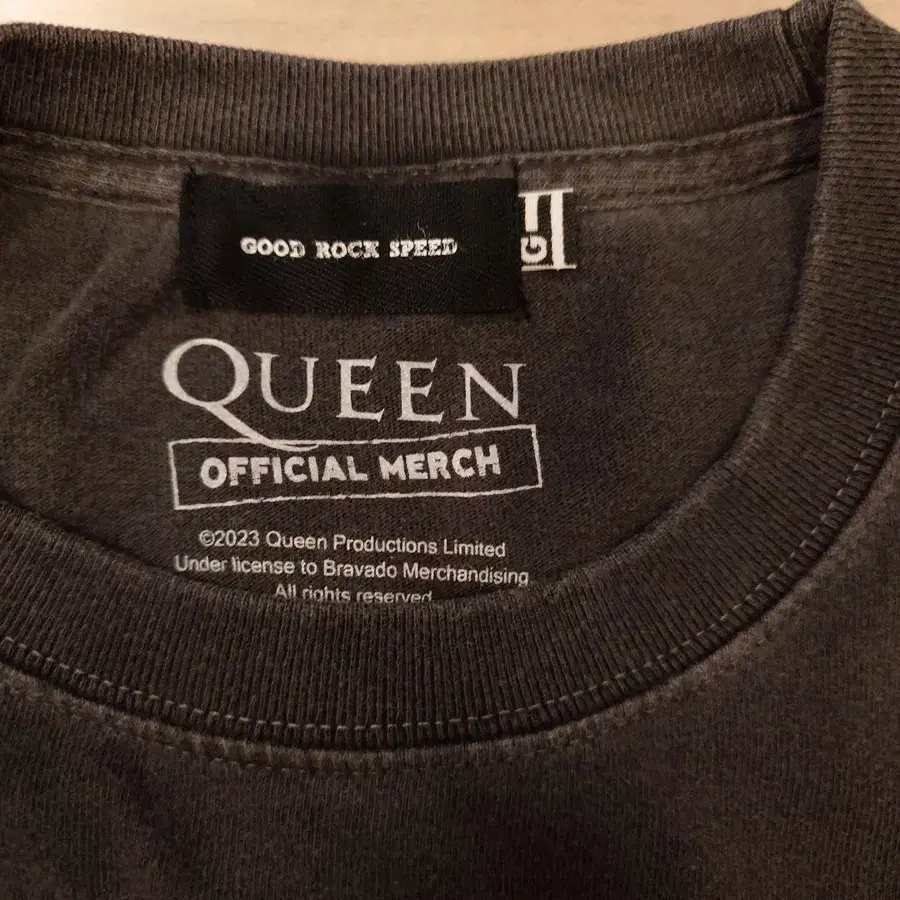 GOOD ROCK SPEED
QUEEN
OFFICIAL MERCH
©2023 Queen Productions Limited
Under license to Bravado Merchandising
All rights reserved